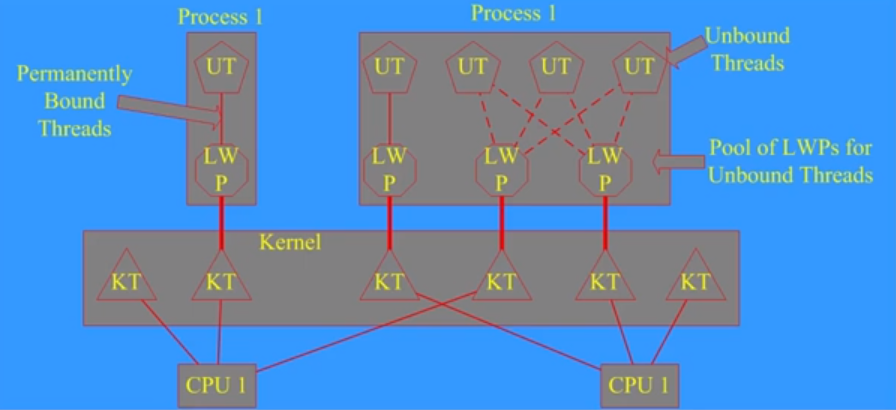 Process 1
Process 1
Unbound
Threads
Permanently
Bound
Threads
UT
UT
UT
UT
UT
LW
P
LW
P
LW
P
LW
P
Pool of LWPs for
Unbound Threads
Kernel
KT
KT
KT
KT
KT
KT
CPU 1
CPU 1